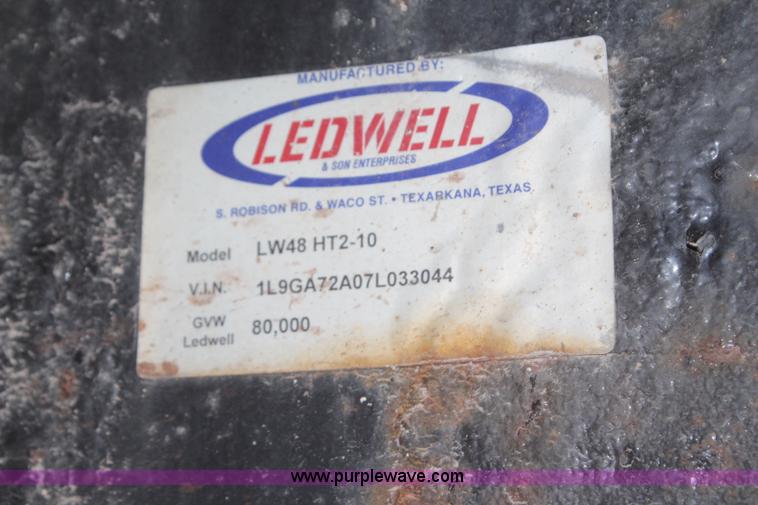 MANUFACTURED BY:
LEDWELL
& SON ENTERPRISES
S. ROBISON RD. & WACO ST. • TEXARKANA, TEXAS
Model LW48 HT2-10
V.I.N. 1L9GA72A07L033044
GVW
Ledwell 80,000
www.purplewave.com